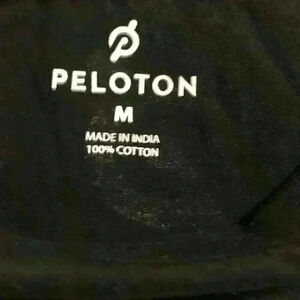 PELOTON
M
MADE IN INDIA
100% COTTON